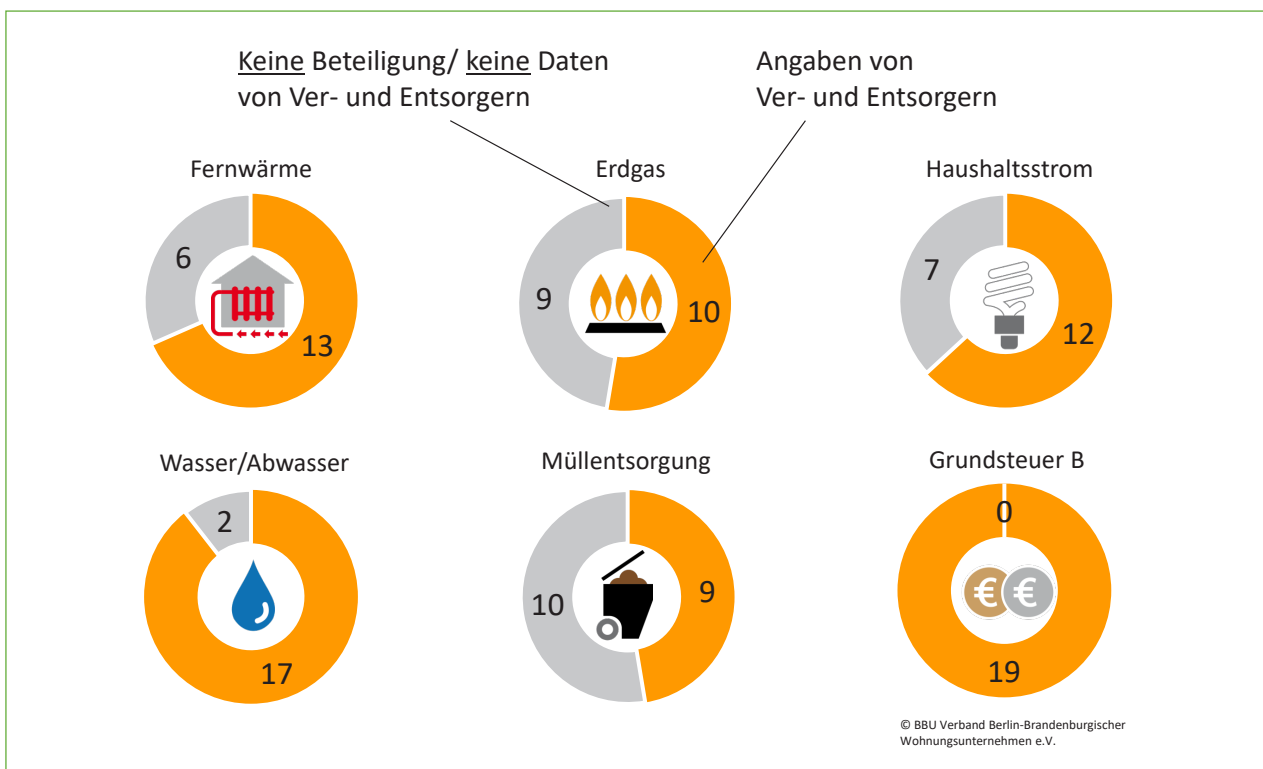 Keine Beteiligung/ keine Daten
von Ver- und Entsorgern
Angaben von
Ver- und Entsorgern
Fernwärme
6
13
Erdgas
9
10
Haushaltsstrom
7
12
Wasser/Abwasser
2
17
Müllentsorgung
10
9
Grundsteuer B
0
€ €
19
© BBU Verband Berlin-Brandenburgischer
Wohnungsunternehmen e.V.